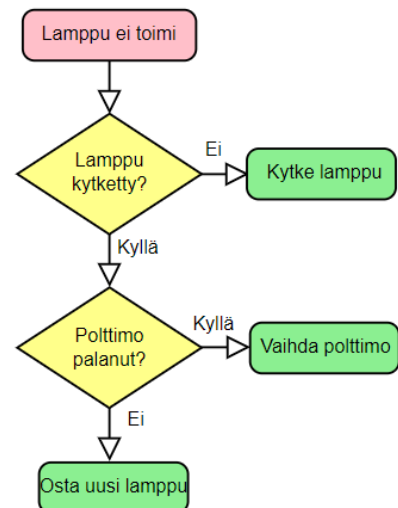 Lamppu ei toimi
Lamppu
kytketty?
Ei
Kytke lamppu
Kyllä
Polttimo
palanut?
Kyllä
Vaihda polttimo
Ei
Osta uusi lamppu